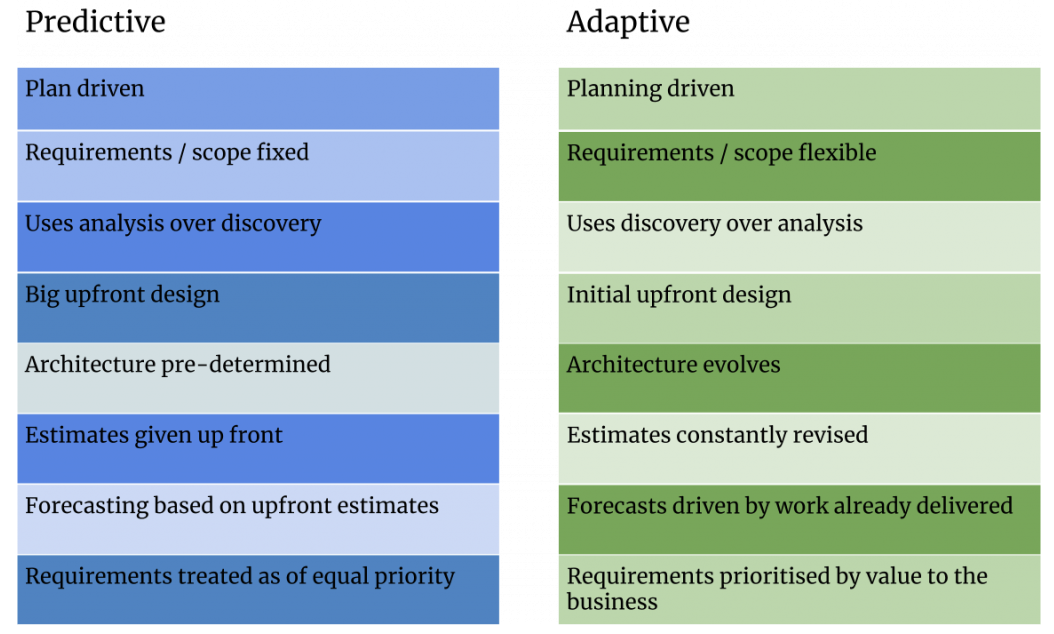 Predictive
Adaptive
Plan driven
Planning driven
Requirements / scope fixed
Requirements / scope flexible
Uses analysis over discovery
Uses discovery over analysis
Big upfront design
Initial upfront design
Architecture pre-determined
Architecture evolves
Estimates given up front
Estimates constantly revised
Forecasting based on upfront estimates
Forecasts driven by work already delivered
Requirements treated as of equal priority
Requirements prioritised by value to the
business